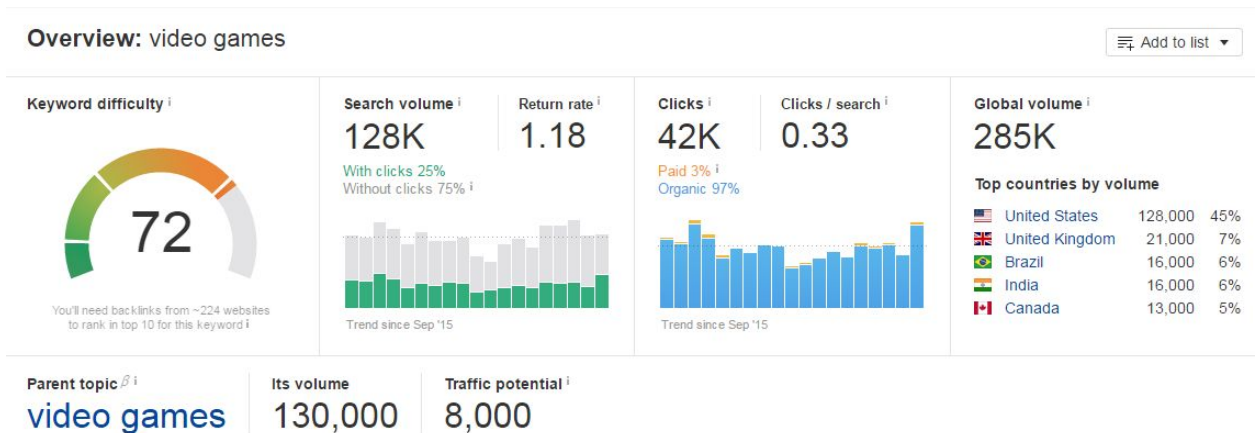 Overview: video games
Add to list
Keyword difficulty i
72
You'll need backlinks from ~224 websites
to rank in top 10 for this keyword i
Search volume i
128K
With clicks 25%
Without clicks 75% i
Trend since Sep '15
Return rate i
1.18
Clicks i
42K
Paid 3% i
Organic 97%
Trend since Sep '15
Clicks / search i
0.33
Global volume i
285K
Top countries by volume
United States 128,000 45%
United Kingdom 21,000 7%
Brazil 16,000 6%
India 16,000 6%
Canada 13,000 5%
Parent topic β i
video games
Its volume
130,000
Traffic potential i
8,000